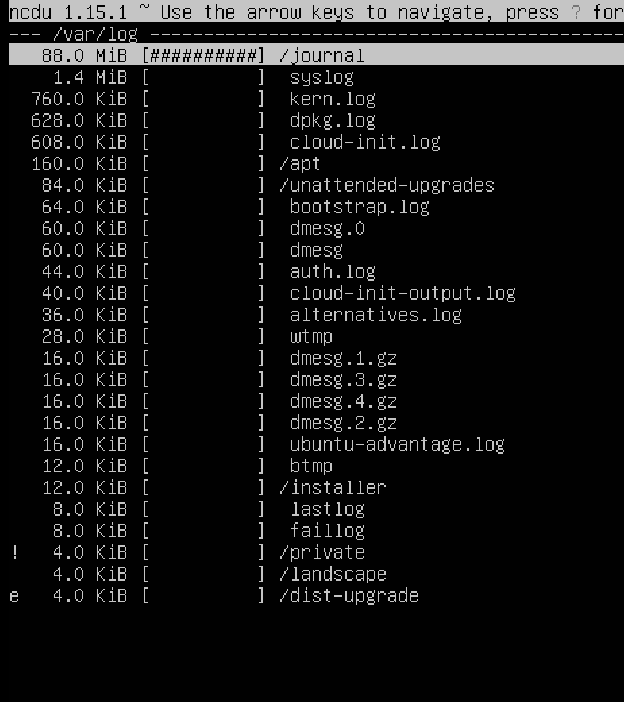 ncdu 1.15.1 ~ Use the arrow keys to navigate, press ? for
--- /var/log --------------------------------------------
88.0 MiB [##########] /journal
1.4 MiB [          ]  syslog
760.0 KiB [          ]  kern.log
628.0 KiB [          ]  dpkg.log
608.0 KiB [          ]  cloud-init.log
160.0 KiB [          ] /apt
84.0 KiB [          ] /unattended-upgrades
64.0 KiB [          ]  bootstrap.log
60.0 KiB [          ]  dmesg.0
60.0 KiB [          ]  dmesg
44.0 KiB [          ]  auth.log
40.0 KiB [          ]  cloud-init-output.log
36.0 KiB [          ]  alternatives.log
28.0 KiB [          ]  wtmp
16.0 KiB [          ]  dmesg.1.gz
16.0 KiB [          ]  dmesg.3.gz
16.0 KiB [          ]  dmesg.4.gz
16.0 KiB [          ]  dmesg.2.gz
16.0 KiB [          ]  ubuntu-advantage.log
12.0 KiB [          ]  btmp
12.0 KiB [          ] /installer
8.0 KiB [          ]  lastlog
8.0 KiB [          ]  faillog
! 4.0 KiB [          ] /private
4.0 KiB [          ] /landscape
e 4.0 KiB [          ] /dist-upgrade